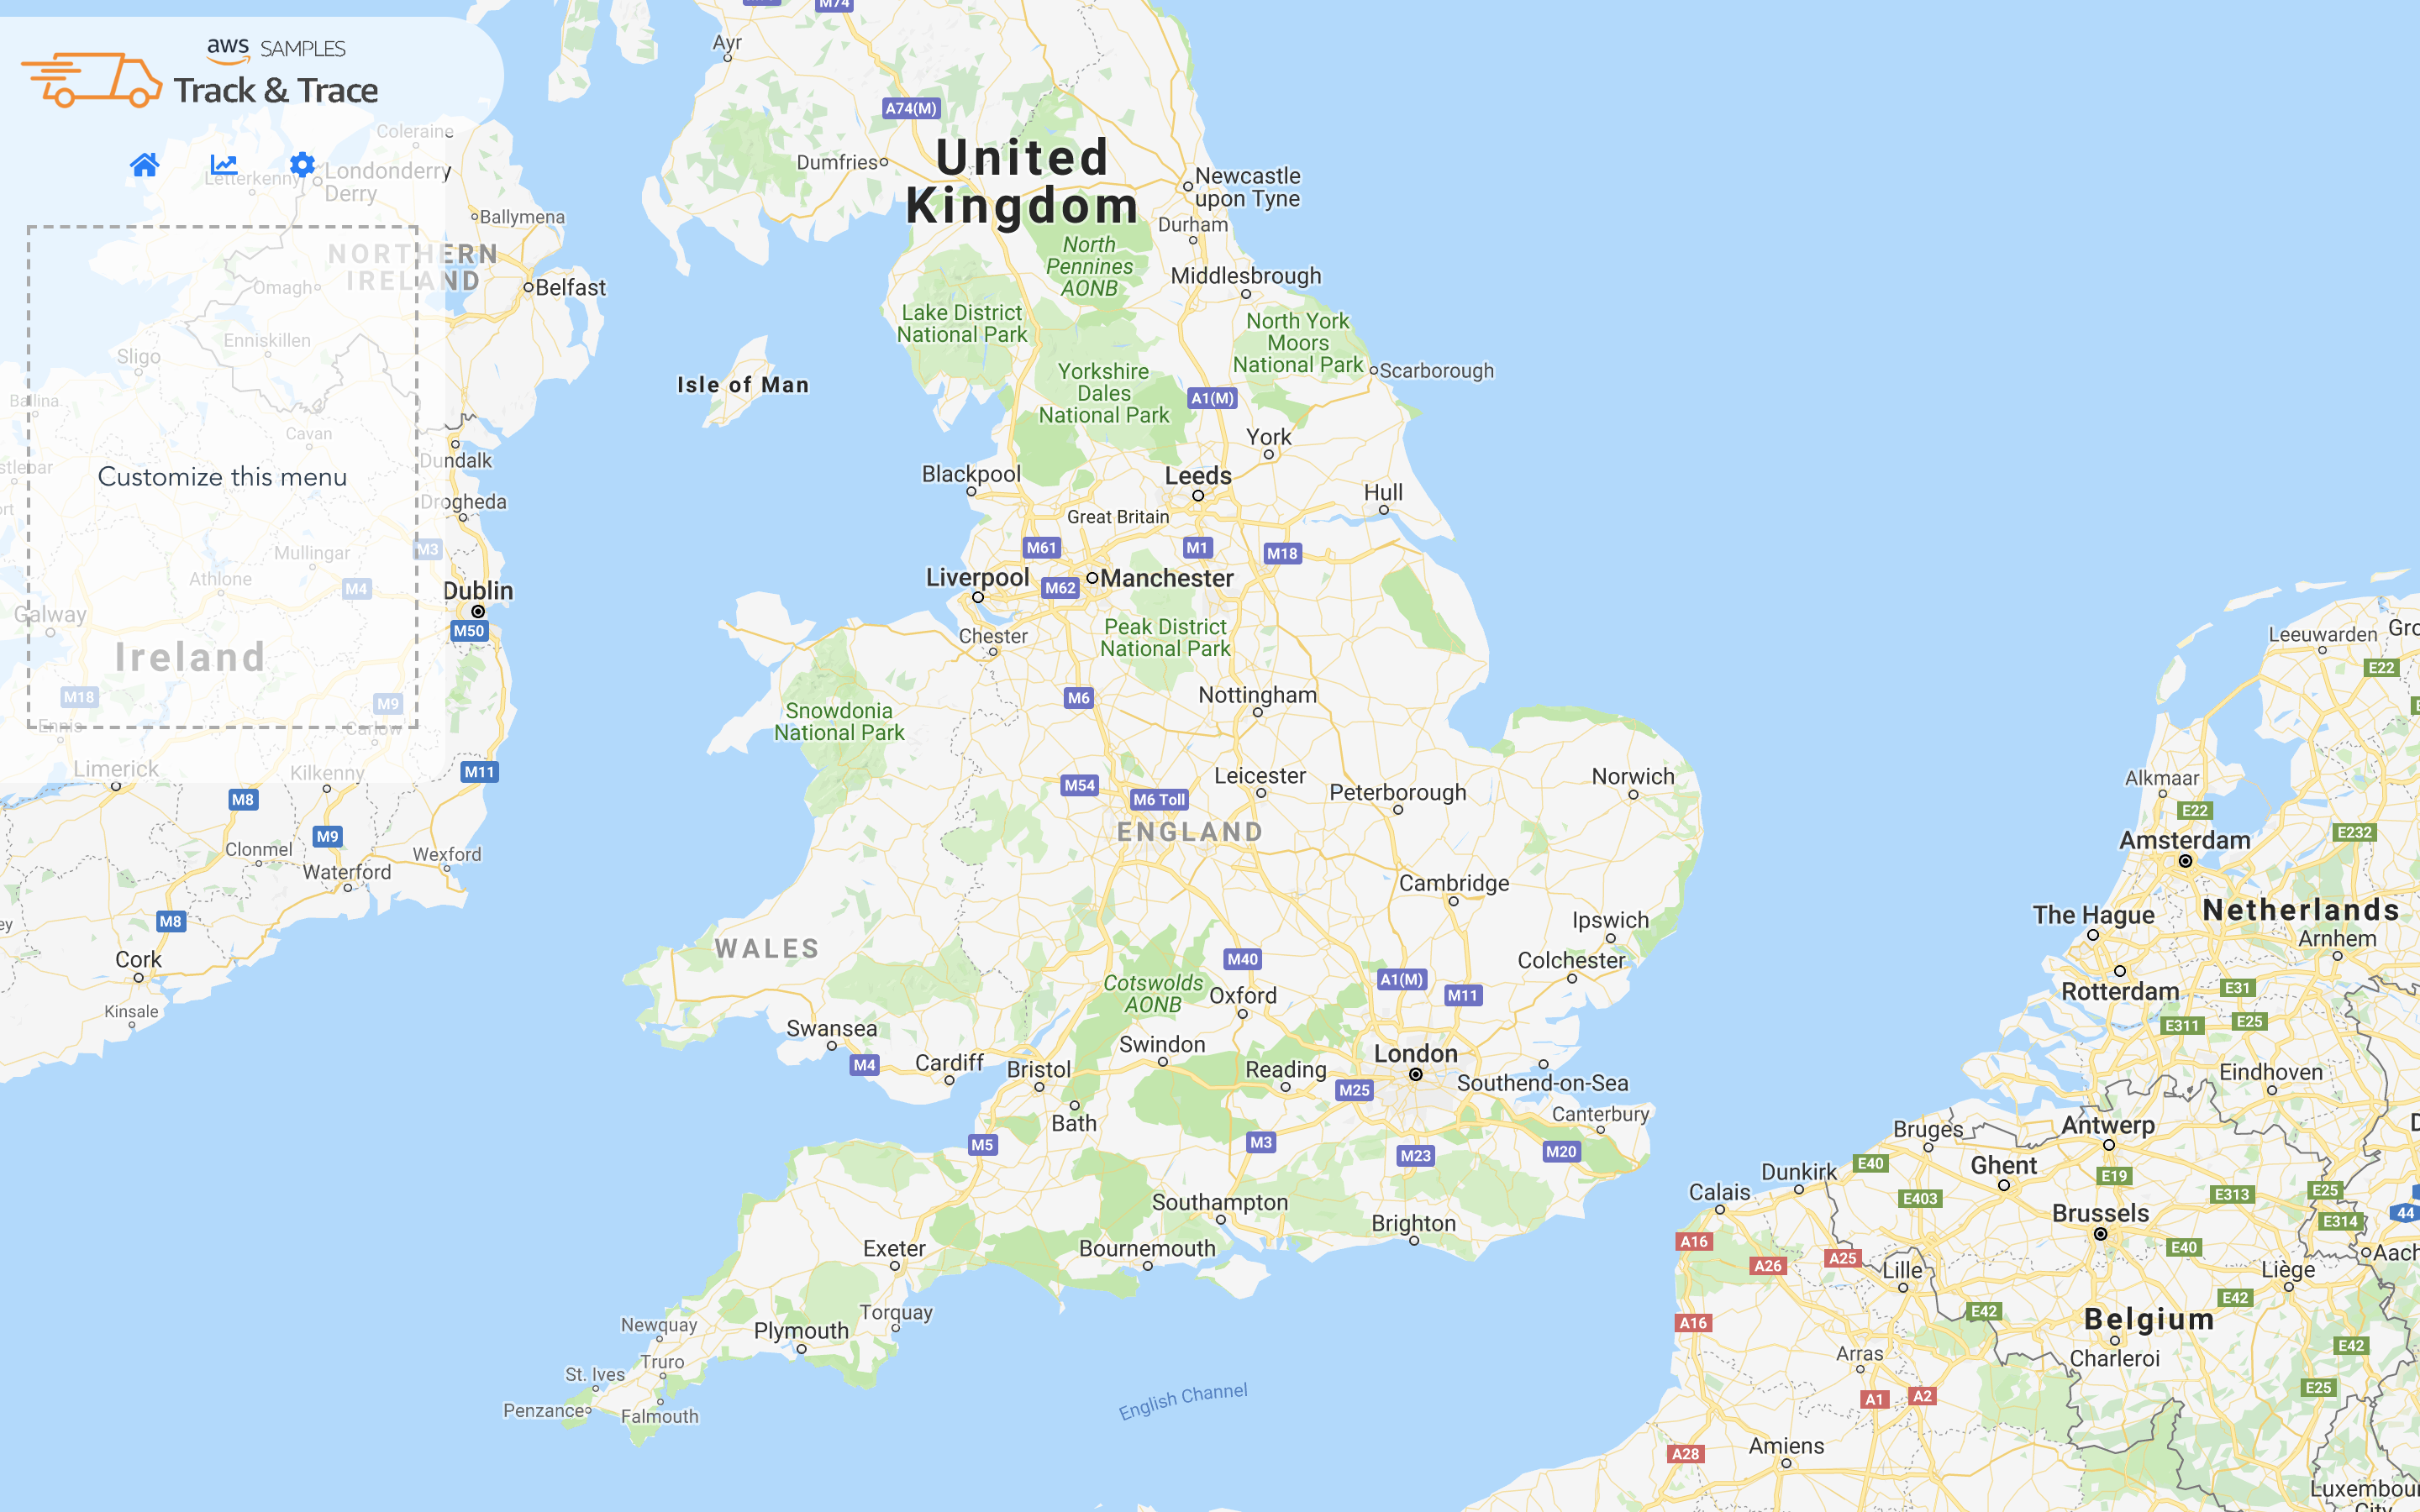 aws SAMPLES
Track & Trace
Customize this menu
M74
Ayr
A74(M)
Dumfries
United
Kingdom
Newcastle
upon Tyne
Durham
North
Pennines
AONB
Middlesbrough
Lake District
National Park
North York
Moors
National Park
Scarborough
Yorkshire
Dales
National Park
A1(M)
Isle of Man
York
Blackpool
Leeds
Hull
Great Britain
M61
M1
M18
Liverpool
M62
Manchester
Chester
Peak District
National Park
M6
Nottingham
Snowdonia
National Park
Leicester
Norwich
M54
M6 Toll
Peterborough
ENGLAND
Cambridge
Ipswich
WALES
M40
Colchester
Cotswolds
AONB
A1(M)
Oxford
M11
Swansea
Swindon
London
M4
Cardiff
Bristol
Reading
M25
Southend-on-Sea
Bath
Canterbury
M5
M3
M23
M20
Southampton
Brighton
Exeter
Bournemouth
Torquay
Newquay
Plymouth
Truro
St. Ives
Penzance
Falmouth
English Channel
Coleraine
Letterkenny
Londonderry
Derry
Ballymena
NORTHERN
IRELAND
Omagh
Belfast
Enniskillen
Sligo
Ballina
Cavan
Dundalk
stlebar
Drogheda
Mullingar
M3
Athlone
M4
Dublin
Galway
M50
Ireland
M18
M9
Ennis
Carlow
Limerick
Kilkenny
M11
M8
M9
Clonmel
Wexford
Waterford
M8
Cork
Kinsale
Leeuwarden
Gro
E22
Alkmaar
E22
E232
Amsterdam
The Hague
Netherlands
Arnhem
Rotterdam
E31
E311
E25
Eindhoven
Bruges
Antwerp
Dunkirk
E40
Ghent
E19
Calais
E403
E313
E25
Brussels
44
E314
A16
E40
Aach
A26
A25
Lille
Liège
E42
E42
A16
Belgium
E42
Arras
Charleroi
E25
A1
A2
A28
Amiens
Luxembou
City